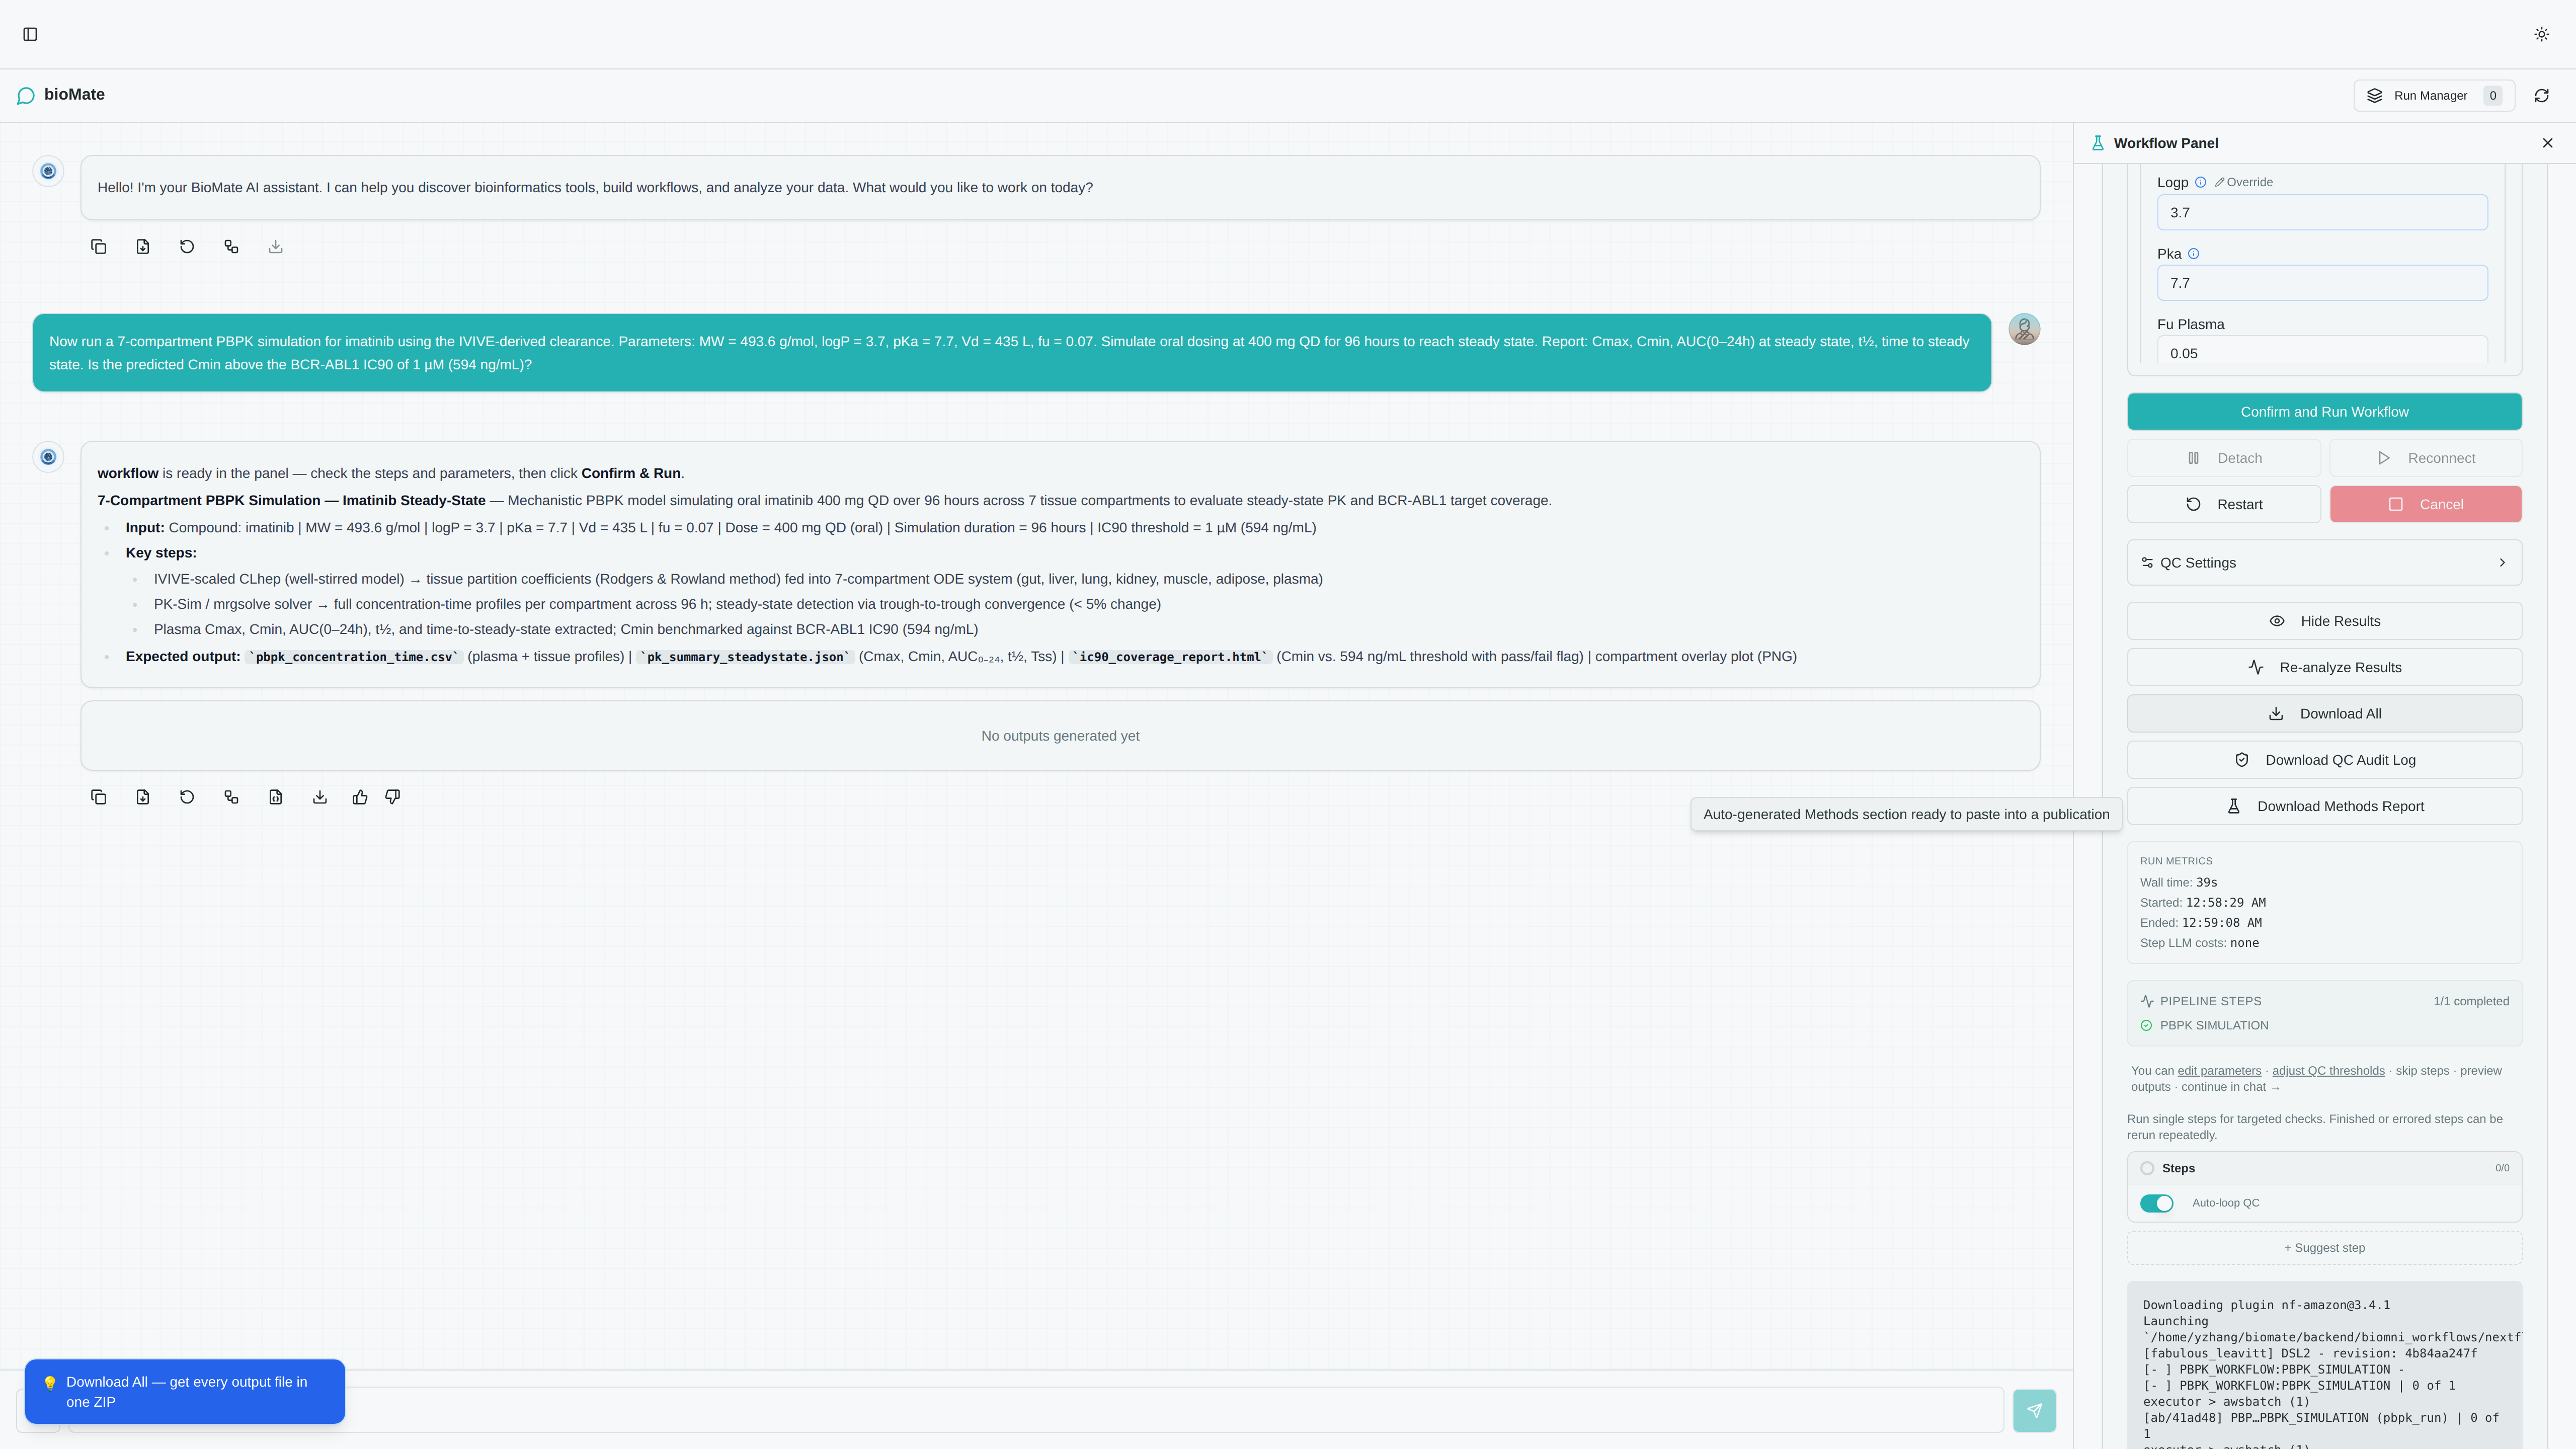 bioMate
Run Manager 0
Hello! I'm your BioMate AI assistant. I can help you discover bioinformatics tools, build workflows, and analyze your data. What would you like to work on today?
Now run a 7-compartment PBPK simulation for imatinib using the IVIVE-derived clearance. Parameters: MW = 493.6 g/mol, logP = 3.7, pKa = 7.7, Vd = 435 L, fu = 0.07. Simulate oral dosing at 400 mg QD for 96 hours to reach steady state. Report: Cmax, Cmin, AUC(0–24h) at steady state, t½, time to steady
state. Is the predicted Cmin above the BCR-ABL1 IC90 of 1 µM (594 ng/mL)?
workflow is ready in the panel — check the steps and parameters, then click Confirm & Run.
7-Compartment PBPK Simulation — Imatinib Steady-State — Mechanistic PBPK model simulating oral imatinib 400 mg QD over 96 hours across 7 tissue compartments to evaluate steady-state PK and BCR-ABL1 target coverage.
Input: Compound: imatinib | MW = 493.6 g/mol | logP = 3.7 | pKa = 7.7 | Vd = 435 L | fu = 0.07 | Dose = 400 mg QD (oral) | Simulation duration = 96 hours | IC90 threshold = 1 µM (594 ng/mL)
Key steps:
IVIVE-scaled CLhep (well-stirred model) → tissue partition coefficients (Rodgers & Rowland method) fed into 7-compartment ODE system (gut, liver, lung, kidney, muscle, adipose, plasma)
PK-Sim / mrgsolve solver → full concentration-time profiles per compartment across 96 h; steady-state detection via trough-to-trough convergence (< 5% change)
Plasma Cmax, Cmin, AUC(0–24h), t½, and time-to-steady-state extracted; Cmin benchmarked against BCR-ABL1 IC90 (594 ng/mL)
Expected output: `pbpk_concentration_time.csv` (plasma + tissue profiles) | `pk_summary_steadystate.json` (Cmax, Cmin, AUC₀₋₂₄, t½, Tss) | `ic90_coverage_report.html` (Cmin vs. 594 ng/mL threshold with pass/fail flag) | compartment overlay plot (PNG)
No outputs generated yet
Auto-generated Methods section ready to paste into a publication
💡 Download All — get every output file in
one ZIP
Workflow Panel
Logp Override
3.7
Pka
7.7
Fu Plasma
0.05
Confirm and Run Workflow
Detach
Reconnect
Restart
Cancel
QC Settings
Hide Results
Re-analyze Results
Download All
Download QC Audit Log
Download Methods Report
RUN METRICS
Wall time: 39s
Started: 12:58:29 AM
Ended: 12:59:08 AM
Step LLM costs: none
PIPELINE STEPS 1/1 completed
PBPK SIMULATION
You can edit parameters · adjust QC thresholds · skip steps · preview
outputs · continue in chat →
Run single steps for targeted checks. Finished or errored steps can be
rerun repeatedly.
Steps 0/0
Auto-loop QC
+ Suggest step
Downloading plugin nf-amazon@3.4.1
Launching
`/home/yzhang/biomate/backend/biomni_workflows/nextf
[fabulous_leavitt] DSL2 - revision: 4b84aa247f
[- ] PBPK_WORKFLOW:PBPK_SIMULATION -
[- ] PBPK_WORKFLOW:PBPK_SIMULATION | 0 of 1
executor > awsbatch (1)
[ab/41ad48] PBP…PBPK_SIMULATION (pbpk_run) | 0 of
1
executor > awsbatch (1)